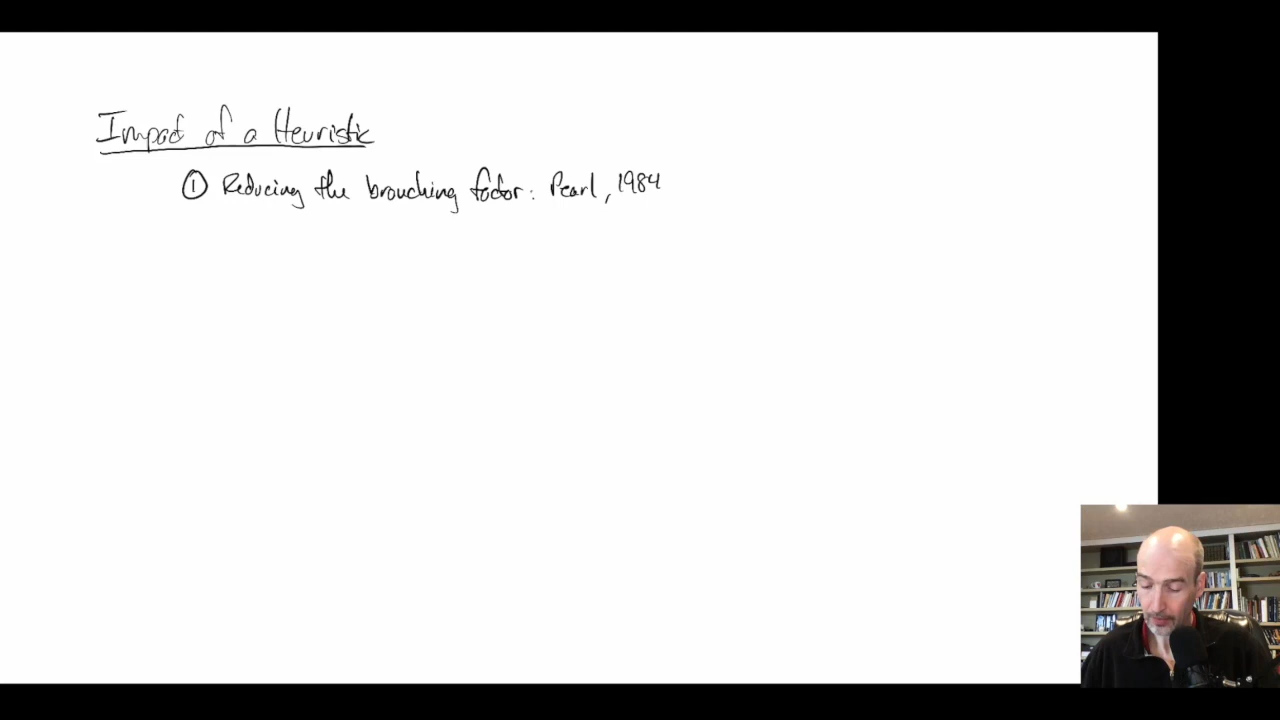 Impact of a Heuristic
① Reducing the branching factor: Pearl, 1984